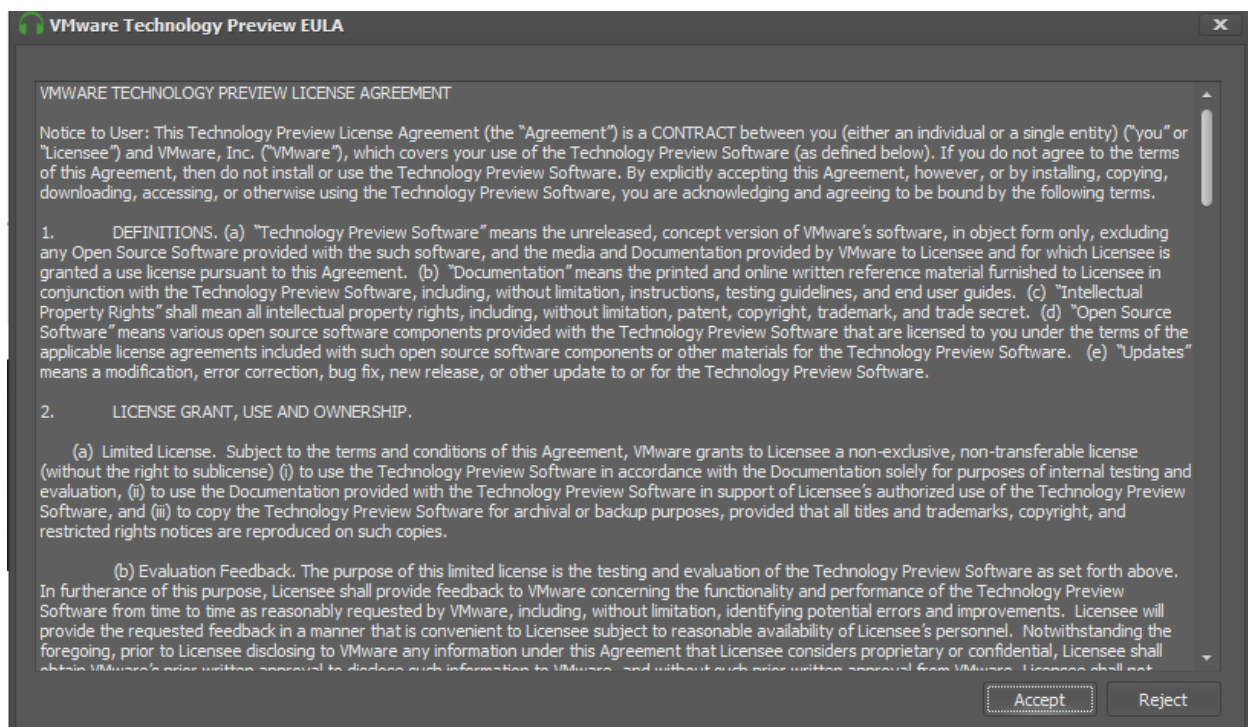 VMware Technology Preview EULA
x
VMWARE TECHNOLOGY PREVIEW LICENSE AGREEMENT
Notice to User: This Technology Preview License Agreement (the "Agreement") is a CONTRACT between you (either an individual or a single entity) ("you" or
"Licensee") and VMware, Inc. ("VMware"), which covers your use of the Technology Preview Software (as defined below). If you do not agree to the terms
of this Agreement, then do not install or use the Technology Preview Software. By explicitly accepting this Agreement, however, or by installing, copying,
downloading, accessing, or otherwise using the Technology Preview Software, you are acknowledging and agreeing to be bound by the following terms.
1. DEFINITIONS. (a) "Technology Preview Software" means the unreleased, concept version of VMware's software, in object form only, excluding
any Open Source Software provided with the such software, and the media and Documentation provided by VMware to Licensee and for which Licensee is
granted a use license pursuant to this Agreement. (b) "Documentation" means the printed and online written reference material furnished to Licensee in
conjunction with the Technology Preview Software, including, without limitation, instructions, testing guidelines, and end user guides. (c) "Intellectual
Property Rights" shall mean all intellectual property rights, including, without limitation, patent, copyright, trademark, and trade secret. (d) "Open Source
Software" means various open source software components provided with the Technology Preview Software that are licensed to you under the terms of the
applicable license agreements included with such open source software components or other materials for the Technology Preview Software. (e) "Updates"
means a modification, error correction, bug fix, new release, or other update to or for the Technology Preview Software.
2. LICENSE GRANT, USE AND OWNERSHIP.
(a) Limited License. Subject to the terms and conditions of this Agreement, VMware grants to Licensee a non-exclusive, non-transferable license
(without the right to sublicense) (i) to use the Technology Preview Software in accordance with the Documentation solely for purposes of internal testing and
evaluation, (ii) to use the Documentation provided with the Technology Preview Software in support of Licensee's authorized use of the Technology Preview
Software, and (iii) to copy the Technology Preview Software for archival or backup purposes, provided that all titles and trademarks, copyright, and
restricted rights notices are reproduced on such copies.
(b) Evaluation Feedback. The purpose of this limited license is the testing and evaluation of the Technology Preview Software as set forth above.
In furtherance of this purpose, Licensee shall provide feedback to VMware concerning the functionality and performance of the Technology Preview
Software from time to time as reasonably requested by VMware, including, without limitation, identifying potential errors and improvements. Licensee will
provide the requested feedback in a manner that is convenient to Licensee subject to reasonable availability of Licensee's personnel. Notwithstanding the
foregoing, prior to Licensee disclosing to VMware any information under this Agreement that Licensee considers proprietary or confidential, Licensee shall
obtain VMware's prior written approval to disclose such information to VMware, and without such prior written approval from VMware, Licensee shall not
Accept
Reject